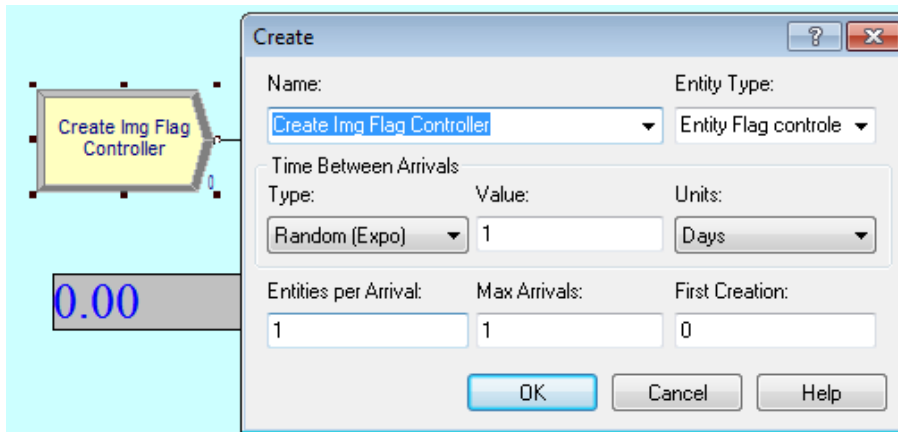 Create
Name:
Entity Type:
Create Img Flag Controller
Entity Flag controle
Time Between Arrivals
Type:
Value:
Units:
Random (Expo)
1
Days
Entities per Arrival:
Max Arrivals:
First Creation:
1
1
0
OK
Cancel
Help
Create Img Flag
Controller
0
0.00